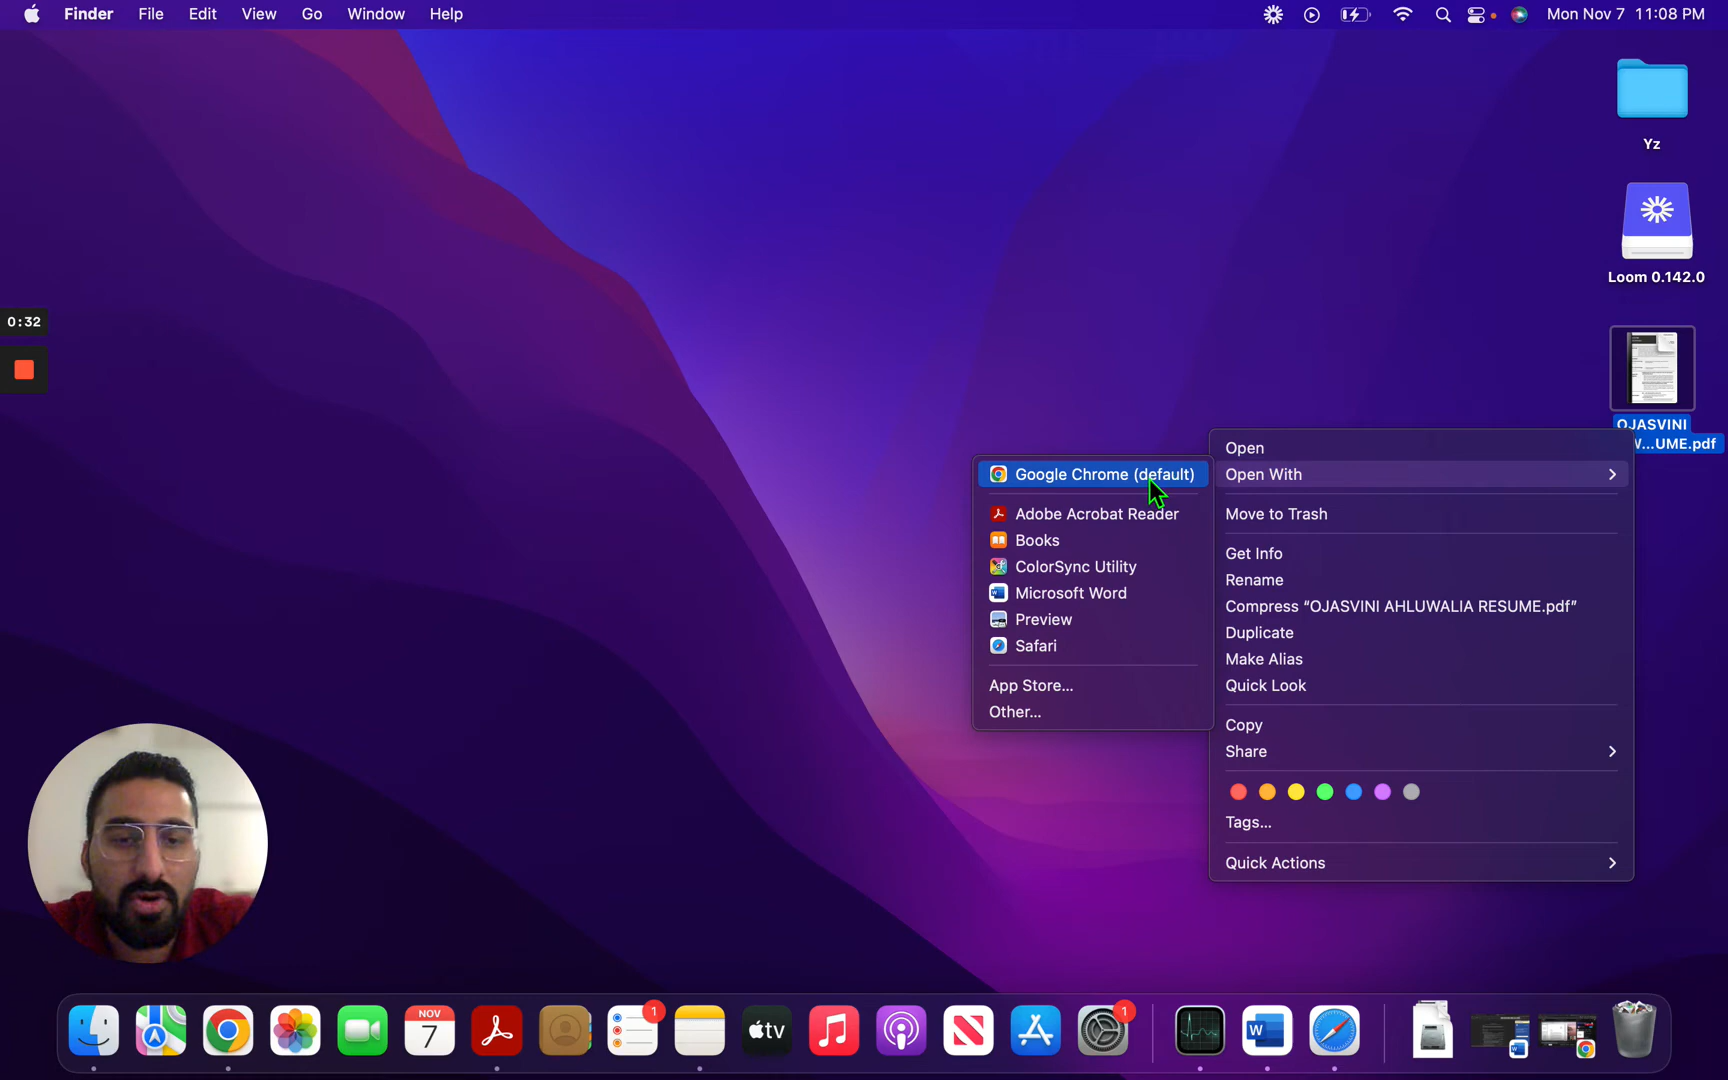 Finder File Edit View Go Window Help
Mon Nov 7 11:08 PM
Yz
Loom 0.142.0
0:32
OJASVINI
W...UME.pdf
Open
Open With
Move to Trash
Get Info
Rename
Compress “OJASVINI AHLUWALIA RESUME.pdf”
Duplicate
Make Alias
Quick Look
Copy
Share
Tags...
Quick Actions
Google Chrome (default)
Adobe Acrobat Reader
Books
ColorSync Utility
Microsoft Word
Preview
Safari
App Store...
Other...
NOV
7
1
tv
1
W